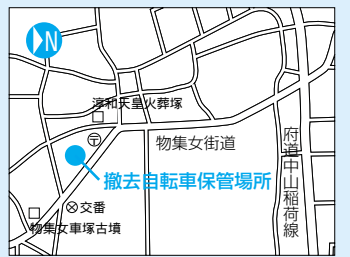 N
淳和天皇火葬塚
〒
物集女街道
府道中山稲荷線
撤去自転車保管場所
交番
物集女車塚古墳